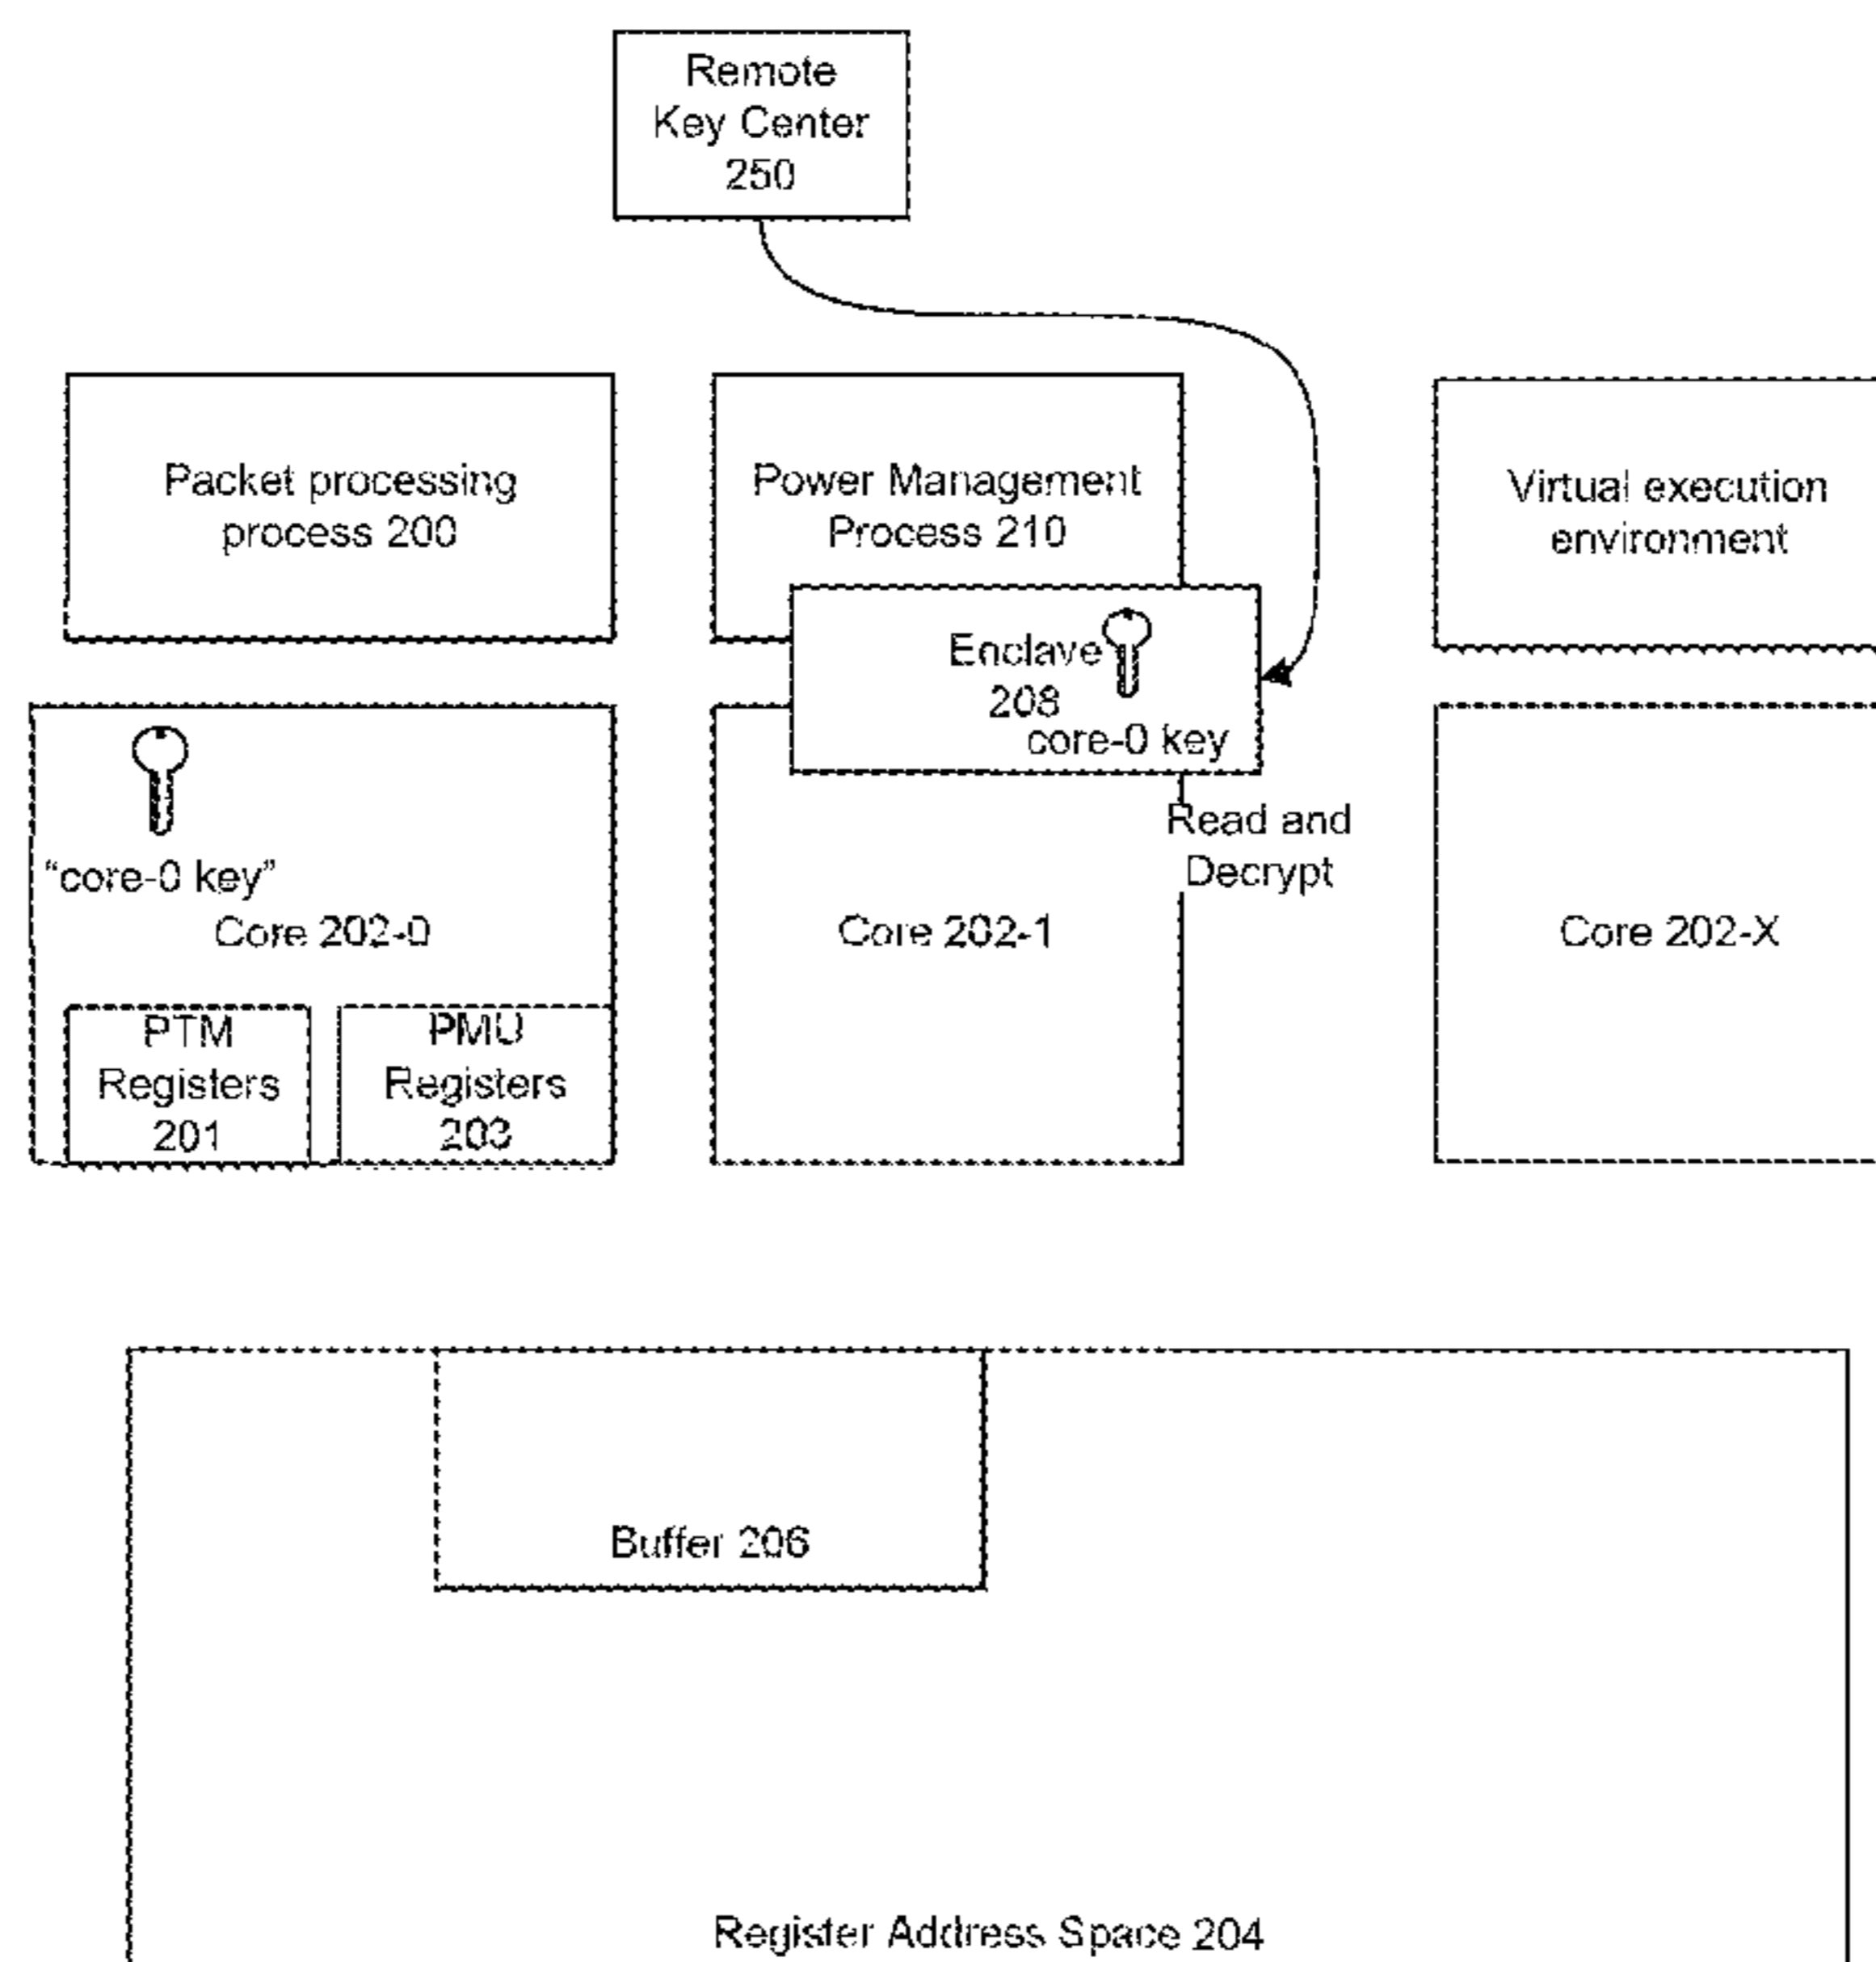 Remote
Key Center
250
Packet processing
process 200
Power Management
Process 210
Virtual execution
environment
Enclave
208
core-0 key
"core-0 key"
Core 202-0
Read and
Decrypt
Core 202-1
Core 202-X
PTM
Registers
201
PMU
Registers
203
Buffer 206
Register Address Space 204